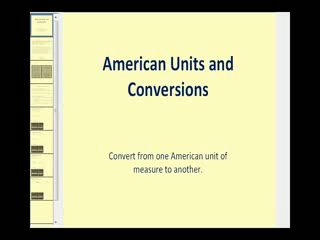 American Units and
Conversions
Convert from one American unit of
measure to another.